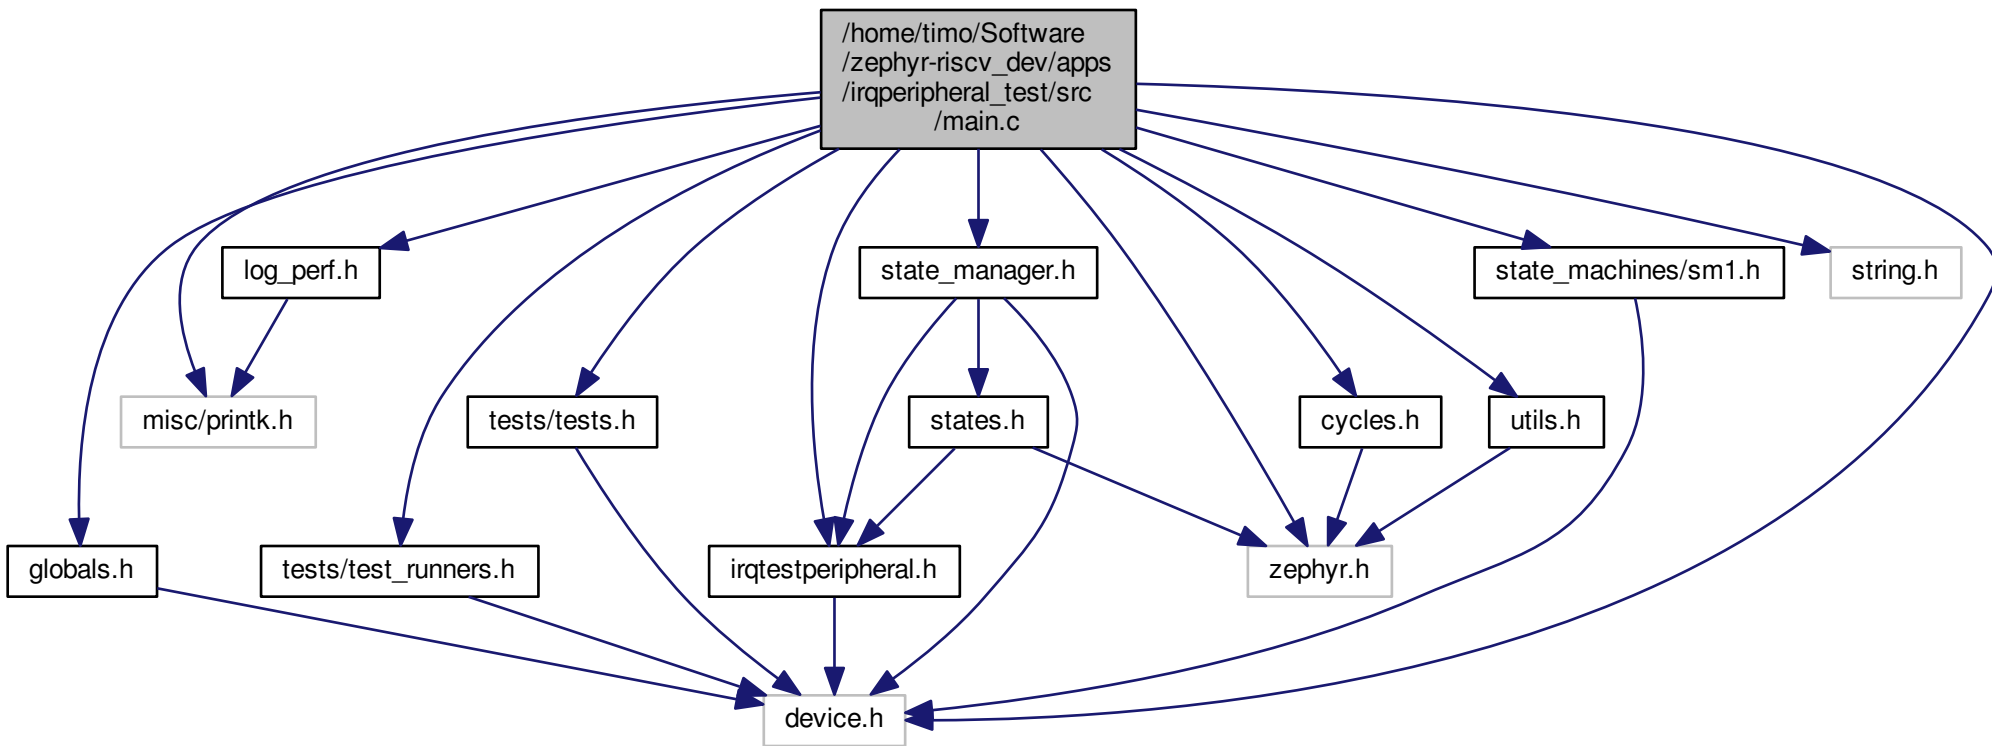 /home/timo/Software
/zephyr-riscv_dev/apps
/irqperipheral_test/src
/main.c
log_perf.h
state_manager.h
state_machines/sm1.h
string.h
misc/printk.h
tests/tests.h
states.h
cycles.h
utils.h
globals.h
tests/test_runners.h
irqtestperipheral.h
zephyr.h
device.h